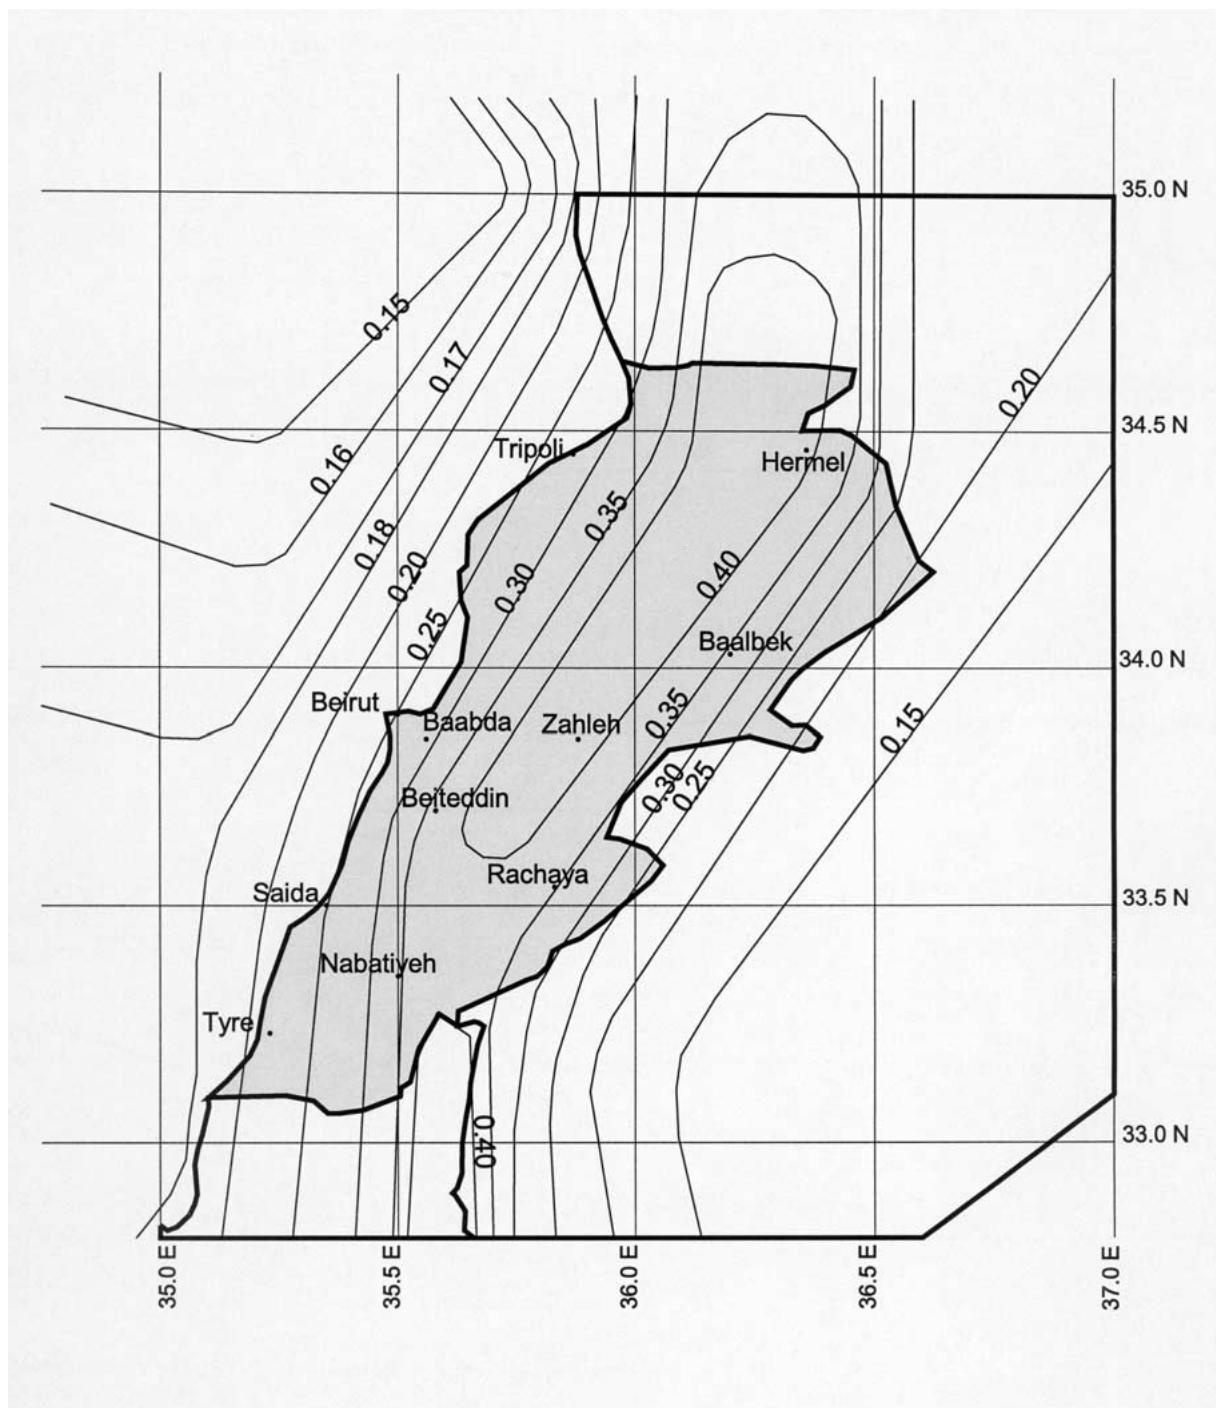 35.0 N
0.15
0.17
0.20
34.5 N
Tripoli
Hermel
0.16
0.35
0.18
0.40
0.20
0.30
0.25
Baalbek
34.0 N
Beirut
Baabda
Zahleh
0.35
0.15
0.30
0.25
Beiteddin
Rachaya
Saida
33.5 N
Nabatiyeh
Tyre
0.40
33.0 N
35.0 E
35.5 E
36.0 E
36.5 E
37.0 E